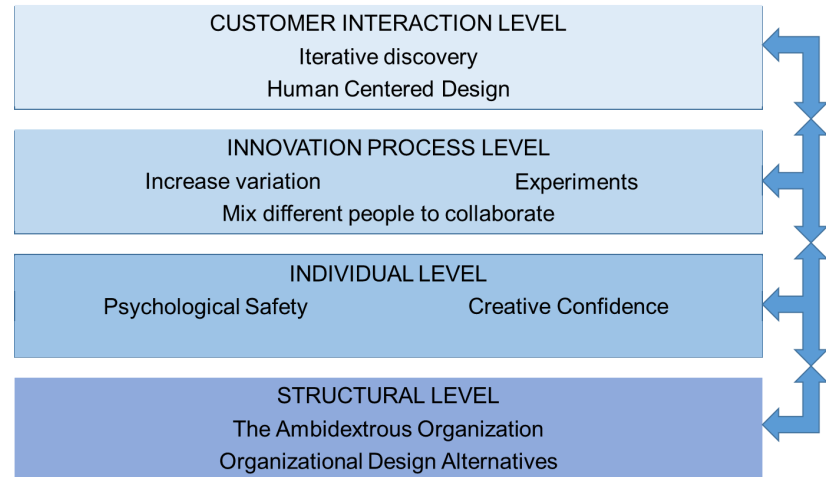 CUSTOMER INTERACTION LEVEL
Iterative discovery
Human Centered Design
INNOVATION PROCESS LEVEL
Increase variation Experiments
Mix different people to collaborate
INDIVIDUAL LEVEL
Psychological Safety Creative Confidence
STRUCTURAL LEVEL
The Ambidextrous Organization
Organizational Design Alternatives